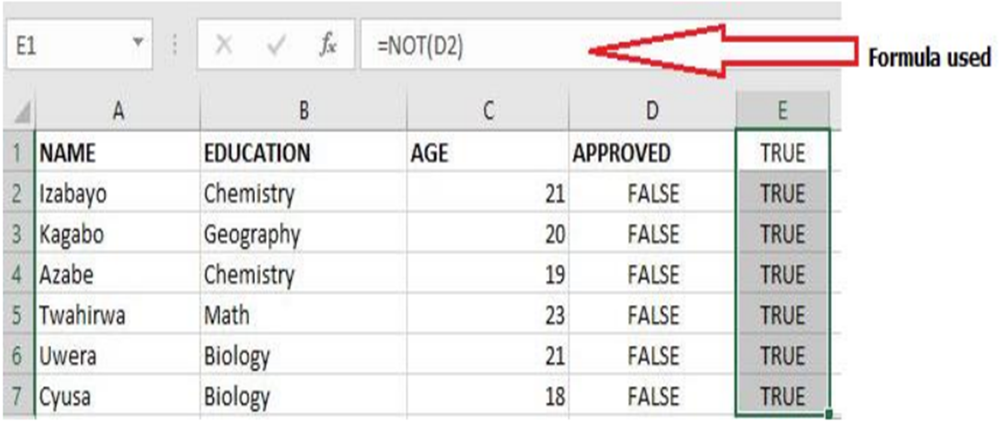 E1 fx =NOT(D2) Formula used
A B C D E
1 NAME EDUCATION AGE APPROVED TRUE
2 Izabayo Chemistry 21 FALSE TRUE
3 Kagabo Geography 20 FALSE TRUE
4 Azabe Chemistry 19 FALSE TRUE
5 Twahirwa Math 23 FALSE TRUE
6 Uwera Biology 21 FALSE TRUE
7 Cyusa Biology 18 FALSE TRUE